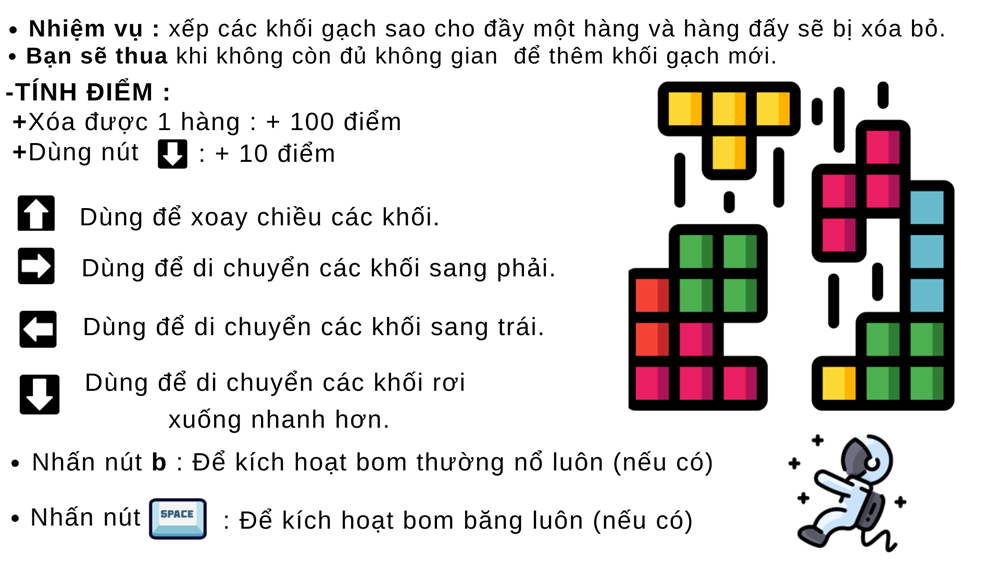 • Nhiệm vụ : xếp các khối gạch sao cho đầy một hàng và hàng đấy sẽ bị xóa bỏ.
• Bạn sẽ thua khi không còn đủ không gian để thêm khối gạch mới.
-TÍNH ĐIỂM :
+Xóa được 1 hàng : + 100 điểm
+Dùng nút : + 10 điểm
Dùng để xoay chiều các khối.
Dùng để di chuyển các khối sang phải.
Dùng để di chuyển các khối sang trái.
Dùng để di chuyển các khối rơi
xuống nhanh hơn.
• Nhấn nút b : Để kích hoạt bom thường nổ luôn (nếu có)
• Nhấn nút SPACE : Để kích hoạt bom băng luôn (nếu có)